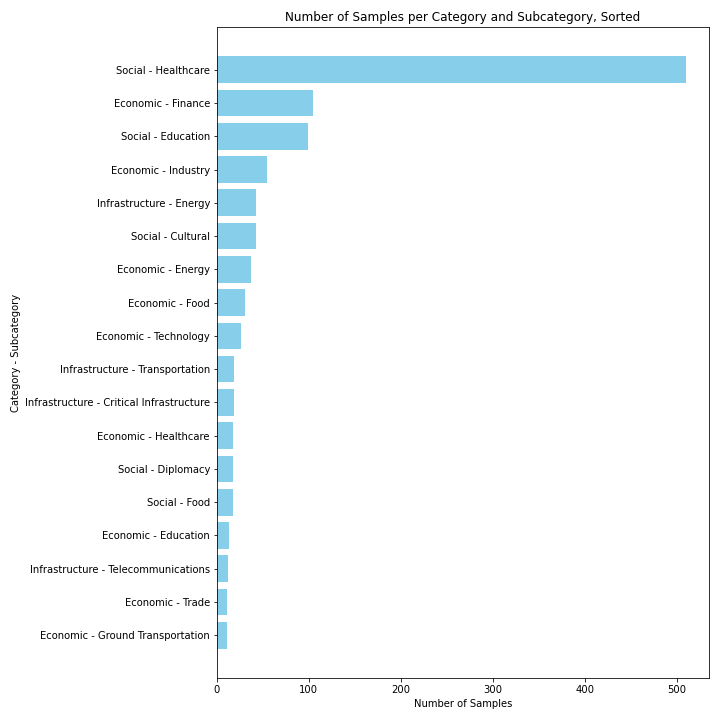 Number of Samples per Category and Subcategory, Sorted
Category - Subcategory
Social - Healthcare
Economic - Finance
Social - Education
Economic - Industry
Infrastructure - Energy
Social - Cultural
Economic - Energy
Economic - Food
Economic - Technology
Infrastructure - Transportation
Infrastructure - Critical Infrastructure
Economic - Healthcare
Social - Diplomacy
Social - Food
Economic - Education
Infrastructure - Telecommunications
Economic - Trade
Economic - Ground Transportation
0 100 200 300 400 500
Number of Samples